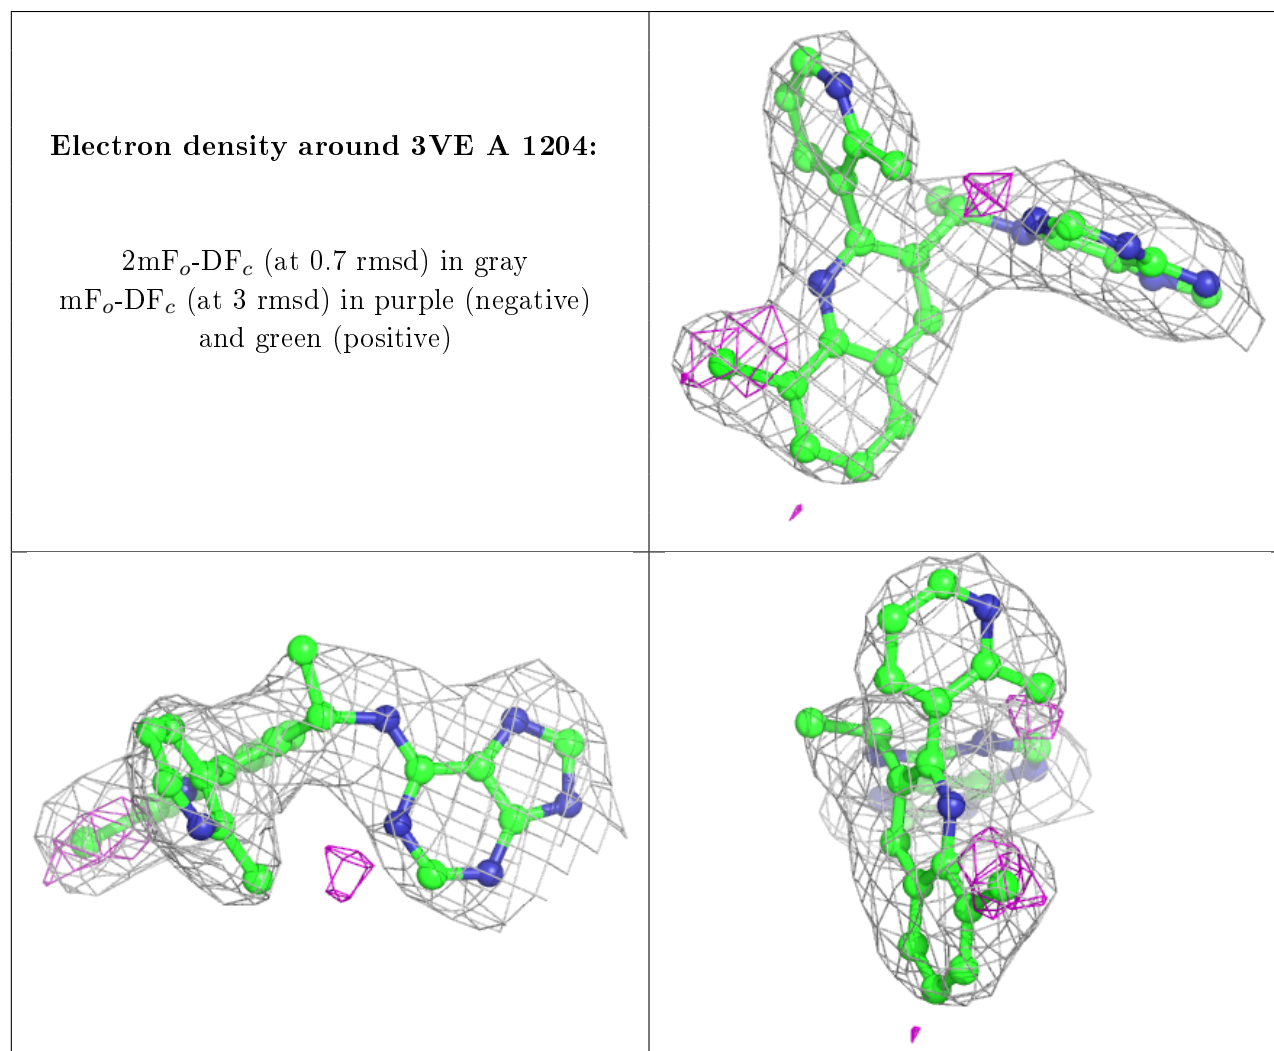 Electron density around 3VE A 1204:
2mFₒ-DF𝒸 (at 0.7 rmsd) in gray
mFₒ-DF𝒸 (at 3 rmsd) in purple (negative)
and green (positive)